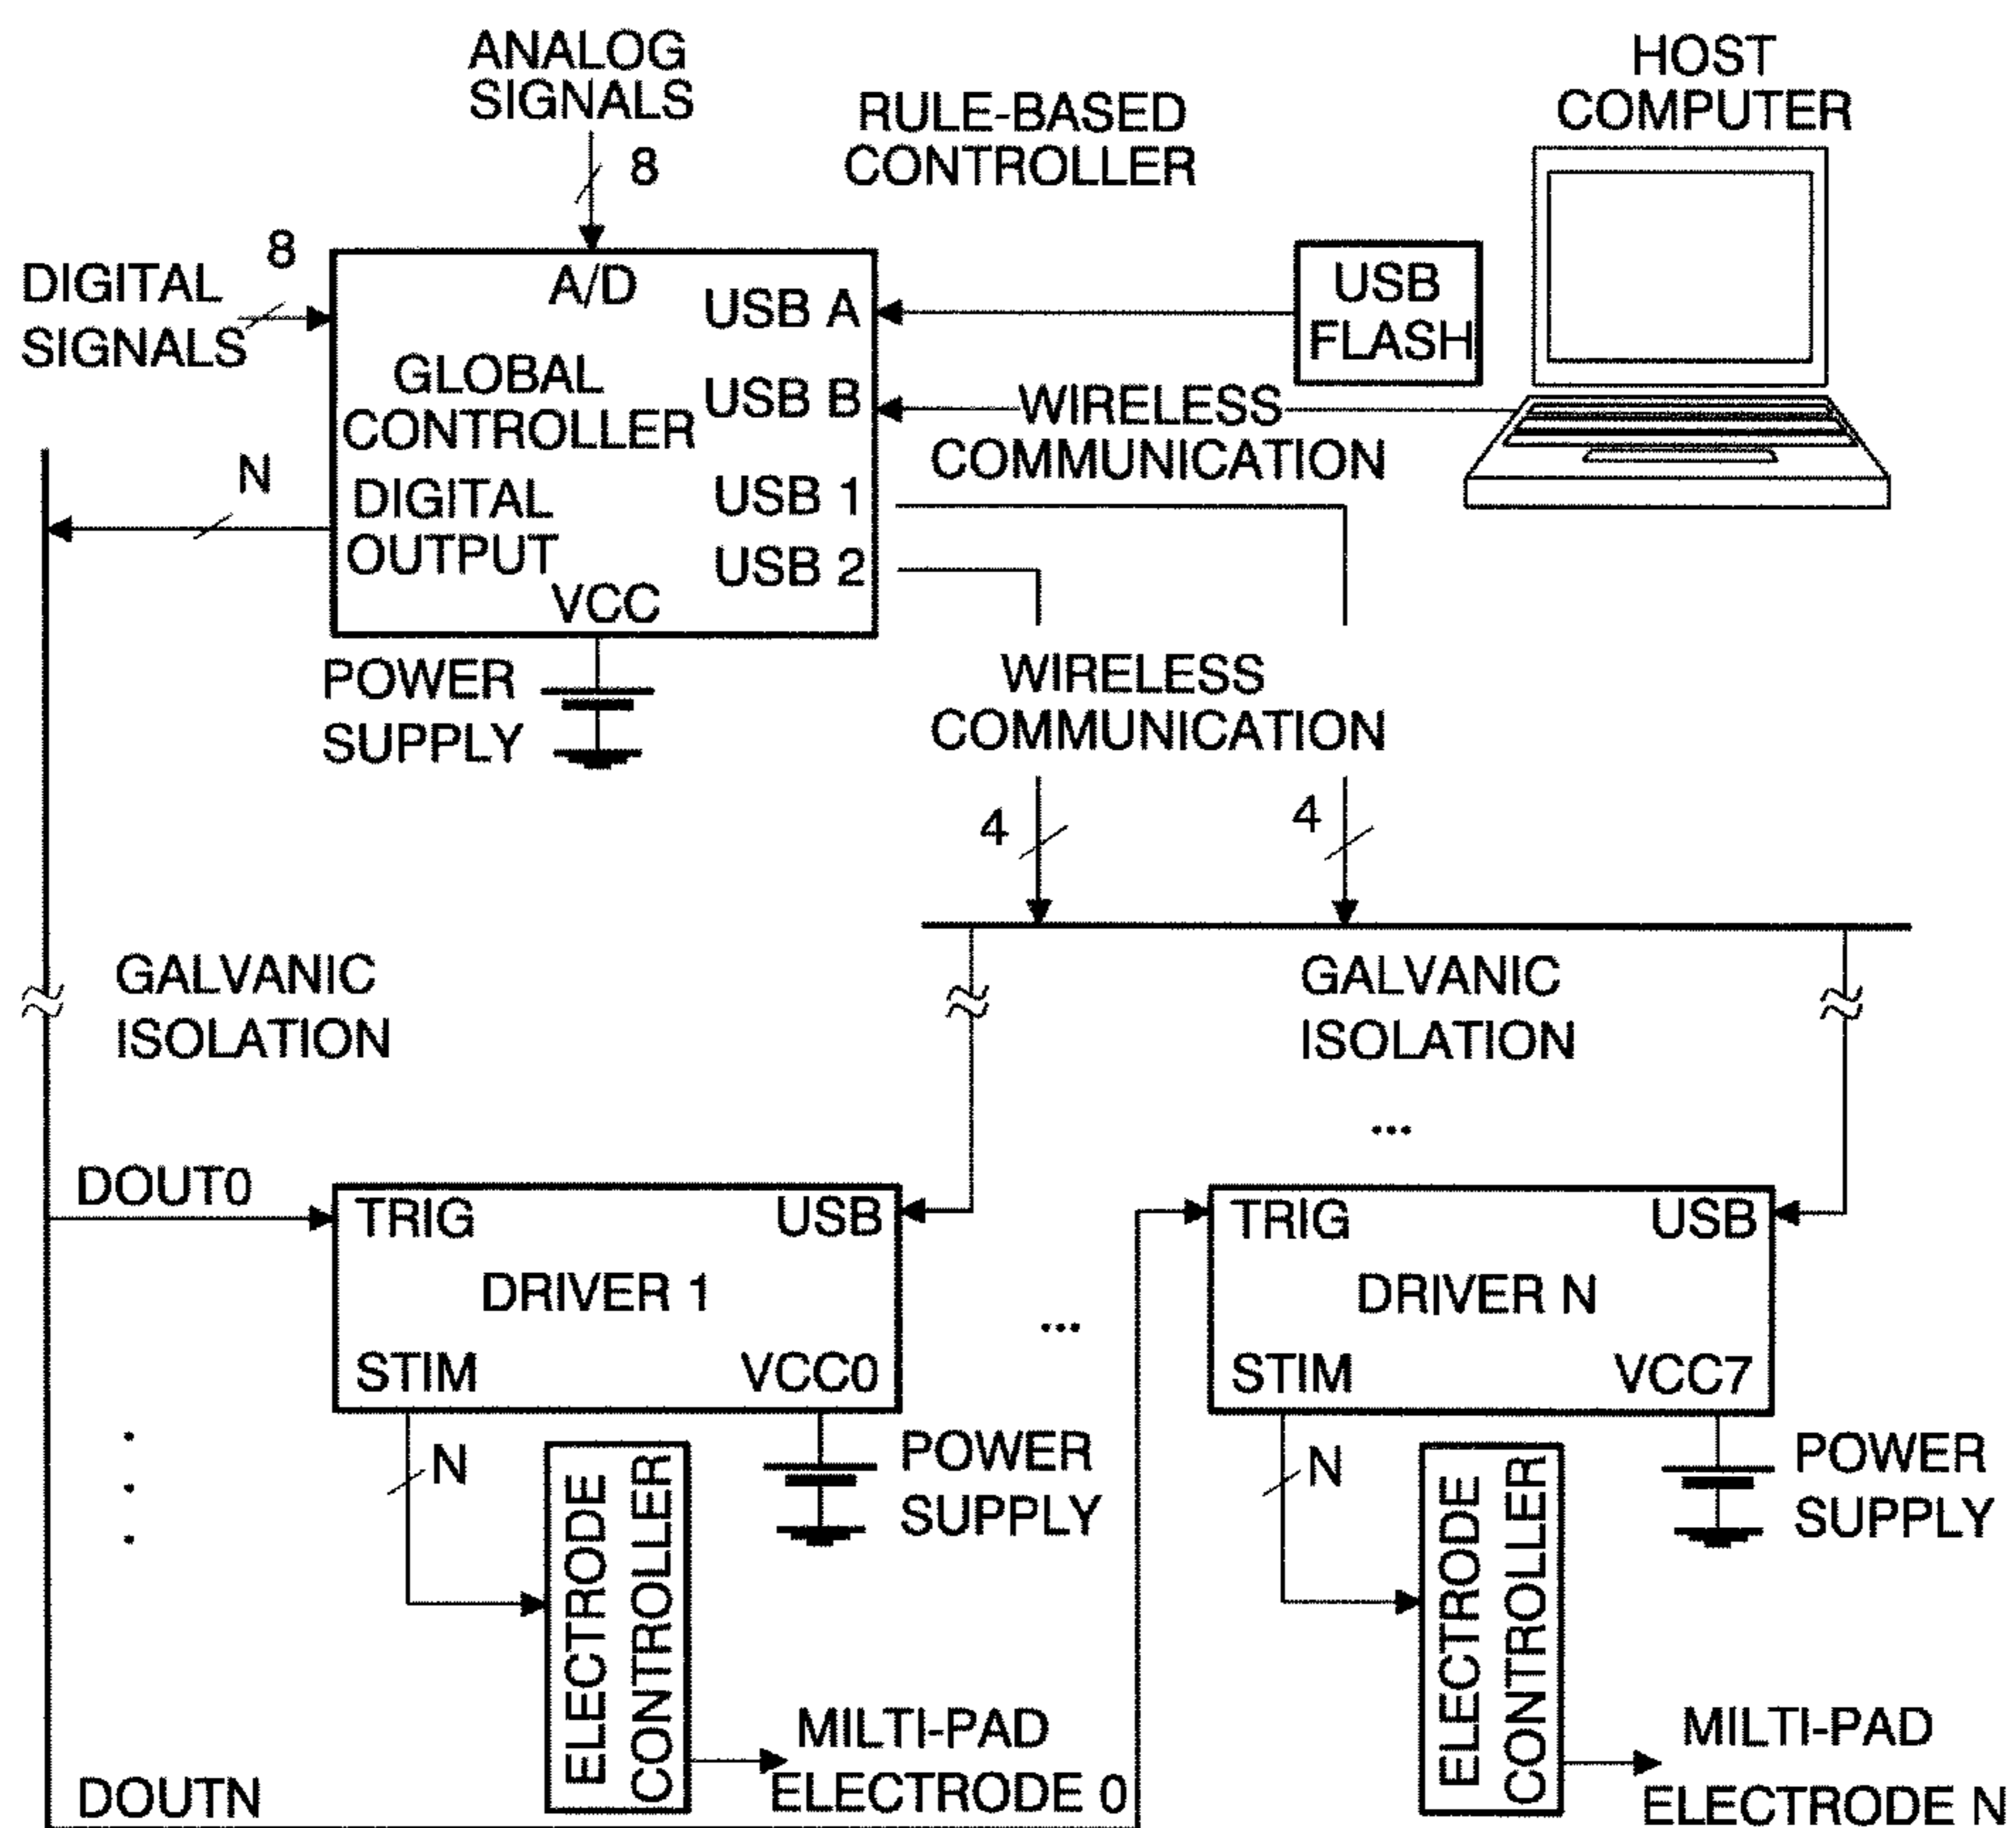 ANALOG
SIGNALS
8
RULE-BASED
CONTROLLER
HOST
COMPUTER
DIGITAL
SIGNALS
8
A/D
USB A
USB
FLASH
GLOBAL
CONTROLLER
USB B
WIRELESS
COMMUNICATION
N
DIGITAL
OUTPUT
USB 1
USB 2
VCC
POWER
SUPPLY
WIRELESS
COMMUNICATION
4
4
GALVANIC
ISOLATION
GALVANIC
ISOLATION
...
DOUT0
TRIG
USB
DRIVER 1
STIM
VCC0
...
TRIG
USB
DRIVER N
STIM
VCC7
N
ELECTRODE
CONTROLLER
POWER
SUPPLY
N
ELECTRODE
CONTROLLER
POWER
SUPPLY
MILTI-PAD
ELECTRODE 0
MILTI-PAD
ELECTRODE N
DOUTN